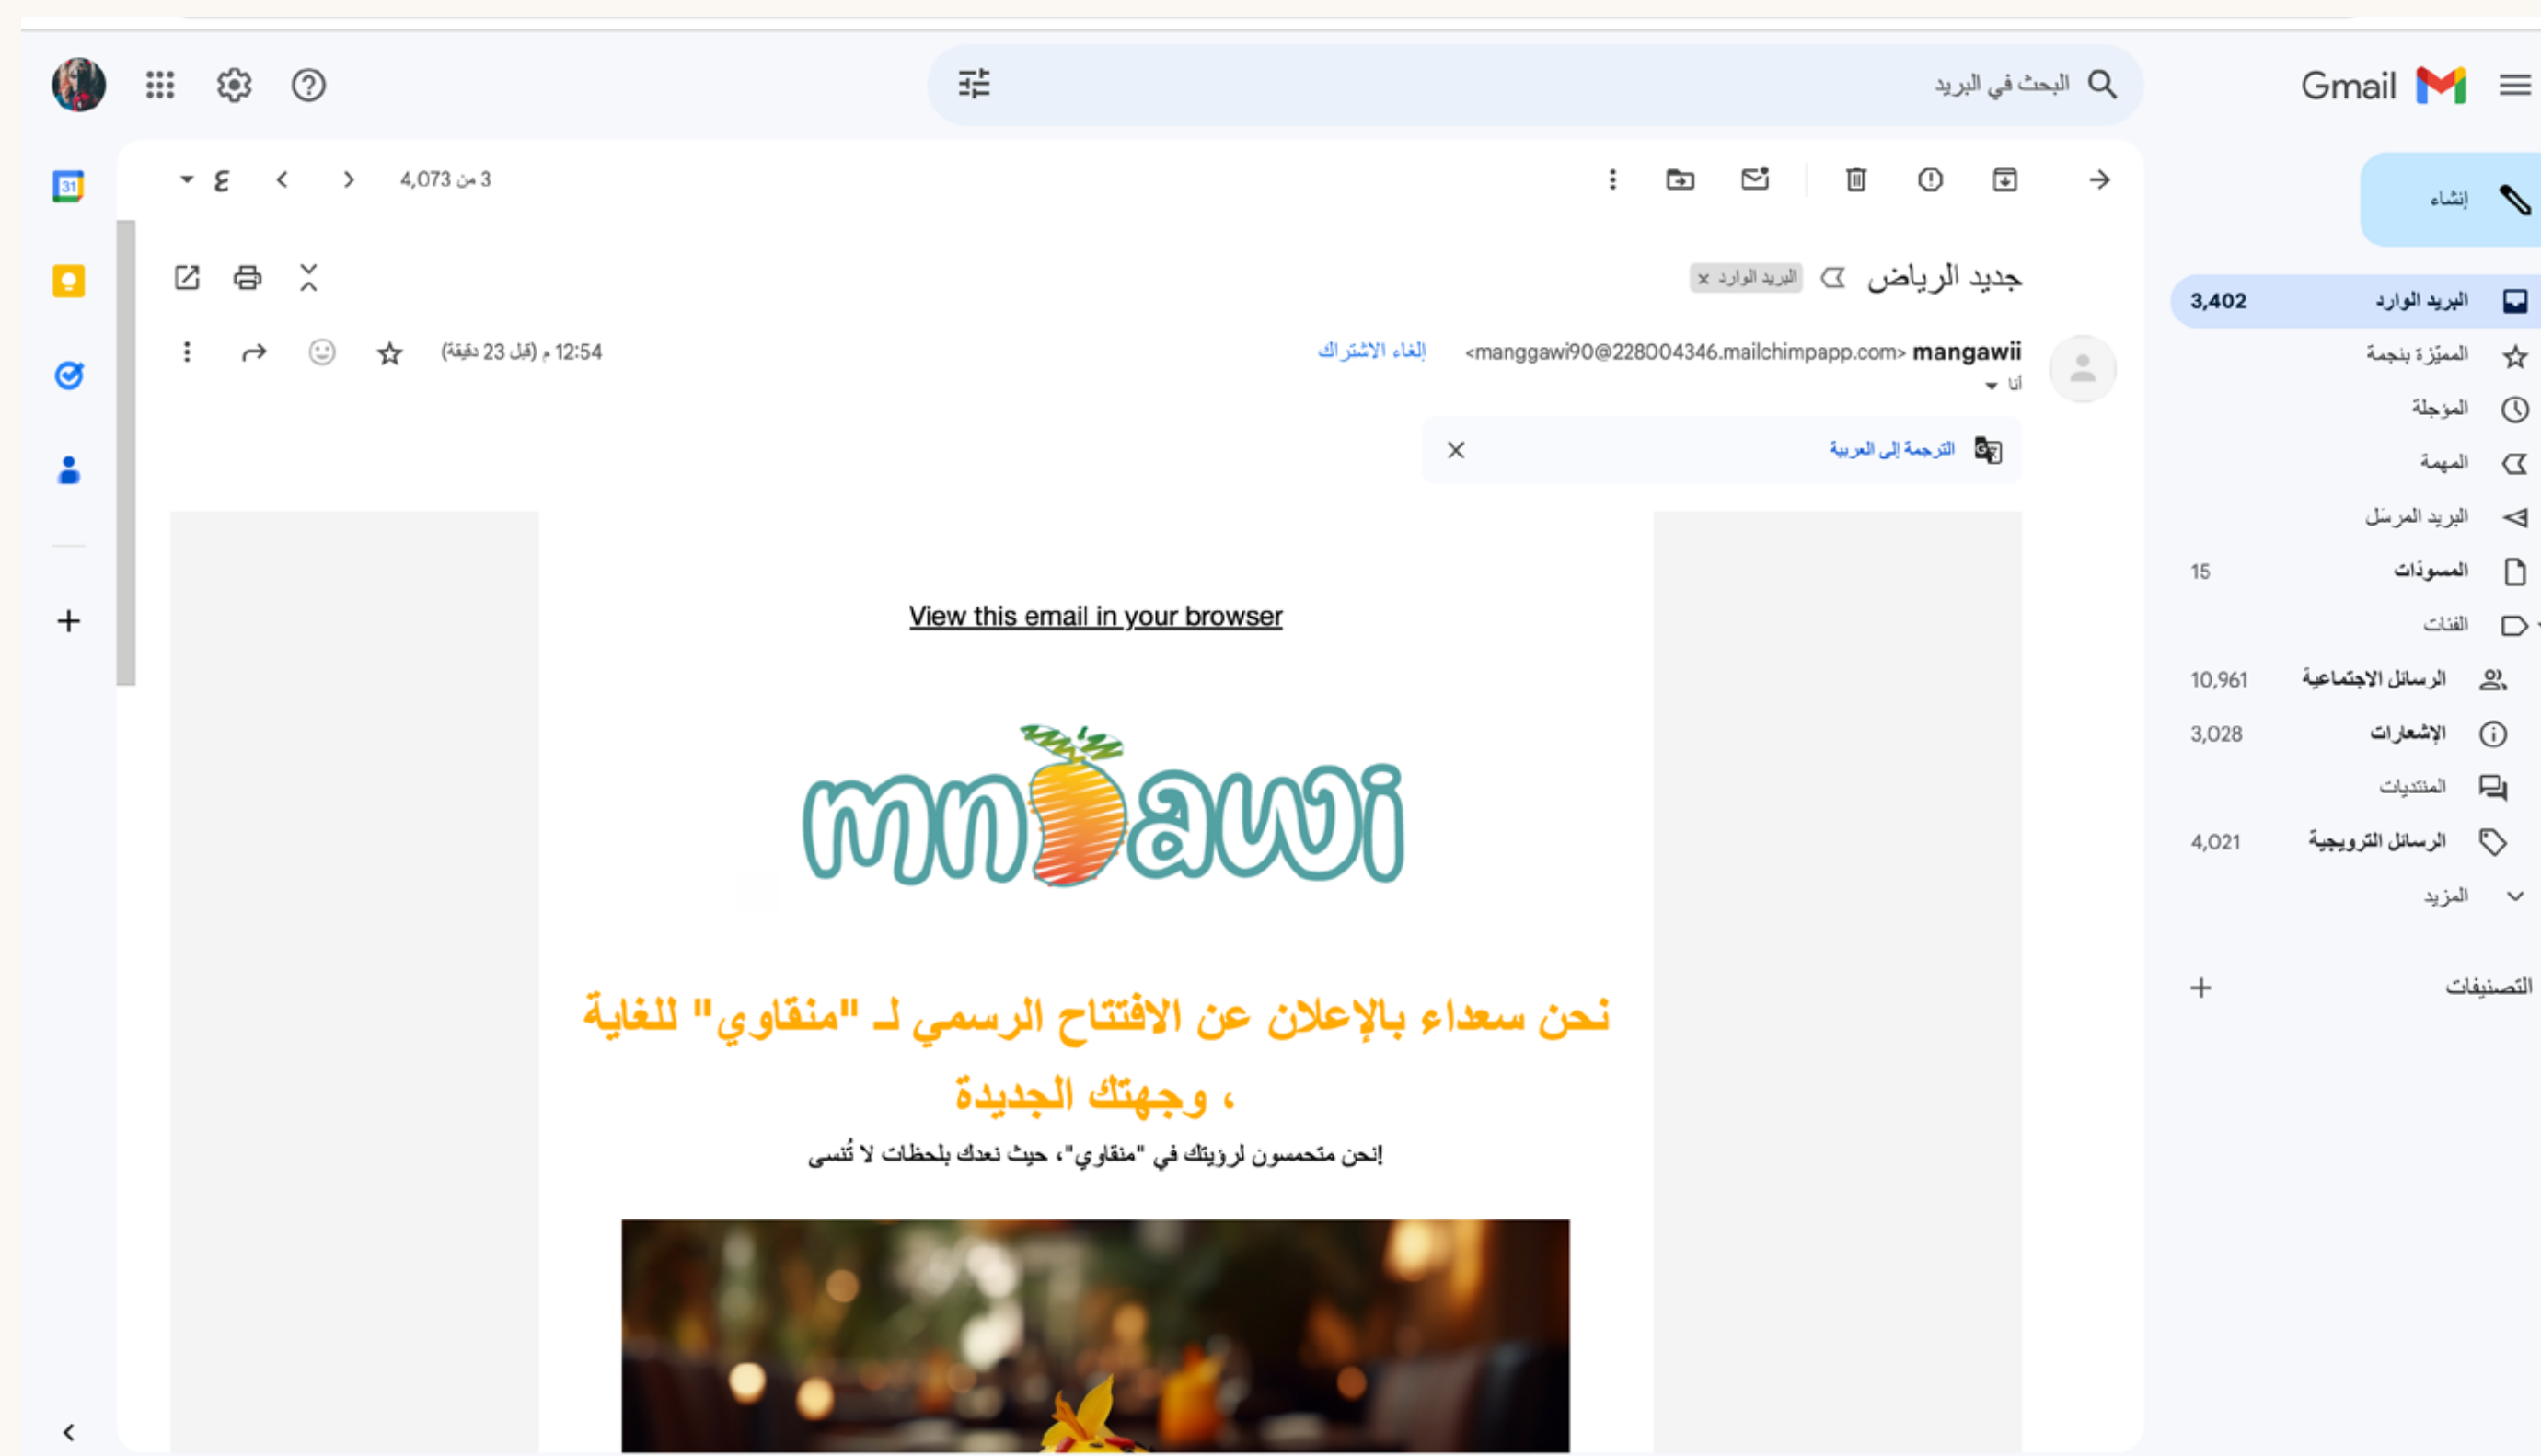 Gmail
البحث في البريد
إنشاء
البريد الوارد 3,402
المميّزة بنجمة
المؤجلة
المهمة
البريد المرسَل
المسودّات 15
الفئات
الرسائل الاجتماعية 10,961
الإشعارات 3,028
المنتديات
الرسائل الترويجية 4,021
المزيد
التصنيفات
3 من 4,073
ع
31
جديد الرياض البريد الوارد ×
mangawii <manggawi90@228004346.mailchimpapp.com> إلغاء الاشتراك
12:54 م (قبل 23 دقيقة)
أنا
الترجمة إلى العربية
View this email in your browser
mnawi
نحن سعداء بالإعلان عن الافتتاح الرسمي لـ "منقاوي" للغاية
، وجهتك الجديدة
!نحن متحمسون لرؤيتك في "منقاوي"، حيث نعدك بلحظات لا تُنسى